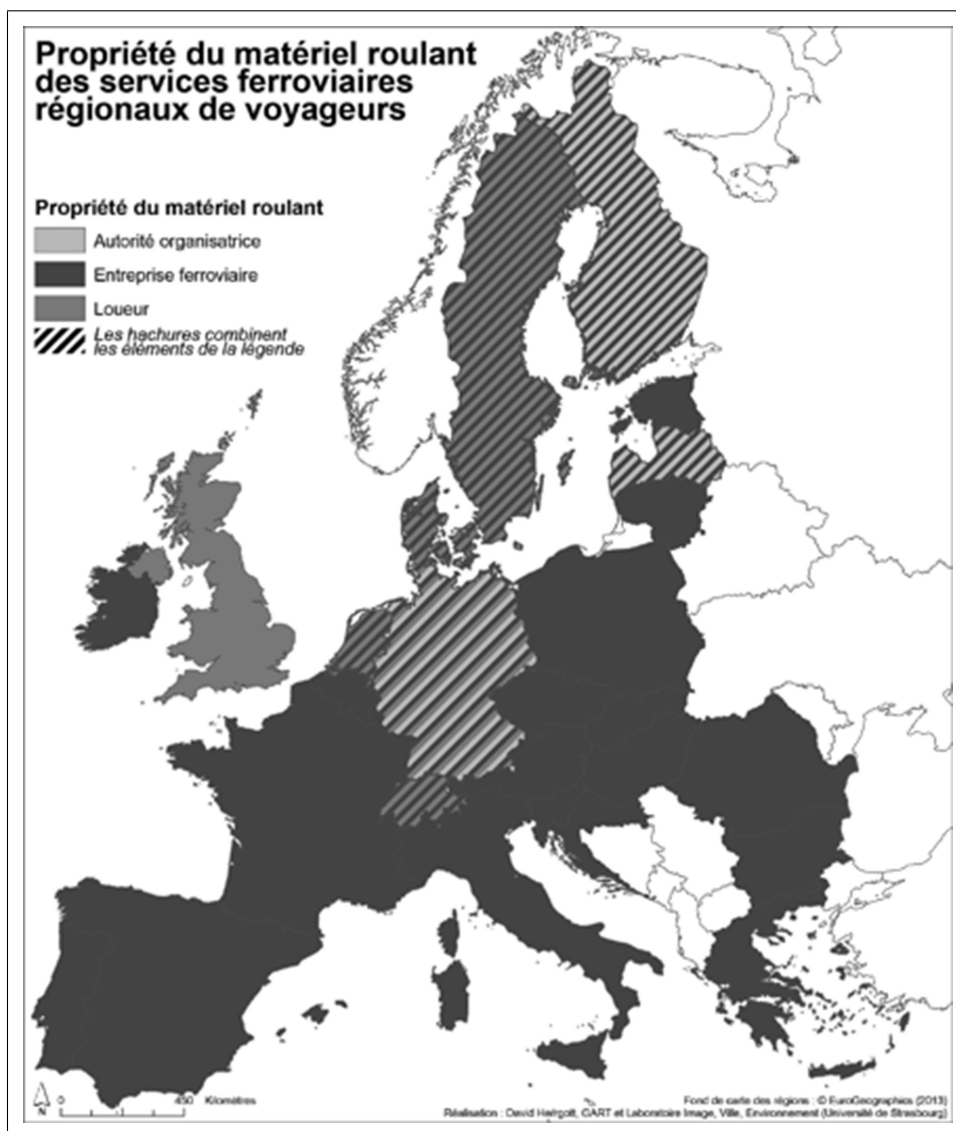 Propriété du matériel roulant
des services ferroviaires
régionaux de voyageurs
Propriété du matériel roulant
Autorité organisatrice
Entreprise ferroviaire
Loueur
Les hachures combinent
les éléments de la légende
N
0 450 Kilomètres
Fond de carte des régions : © EuroGeographics (2013)
Réalisation : David Herrgott, GART et Laboratoire Image, Ville, Environnement (Université de Strasbourg)